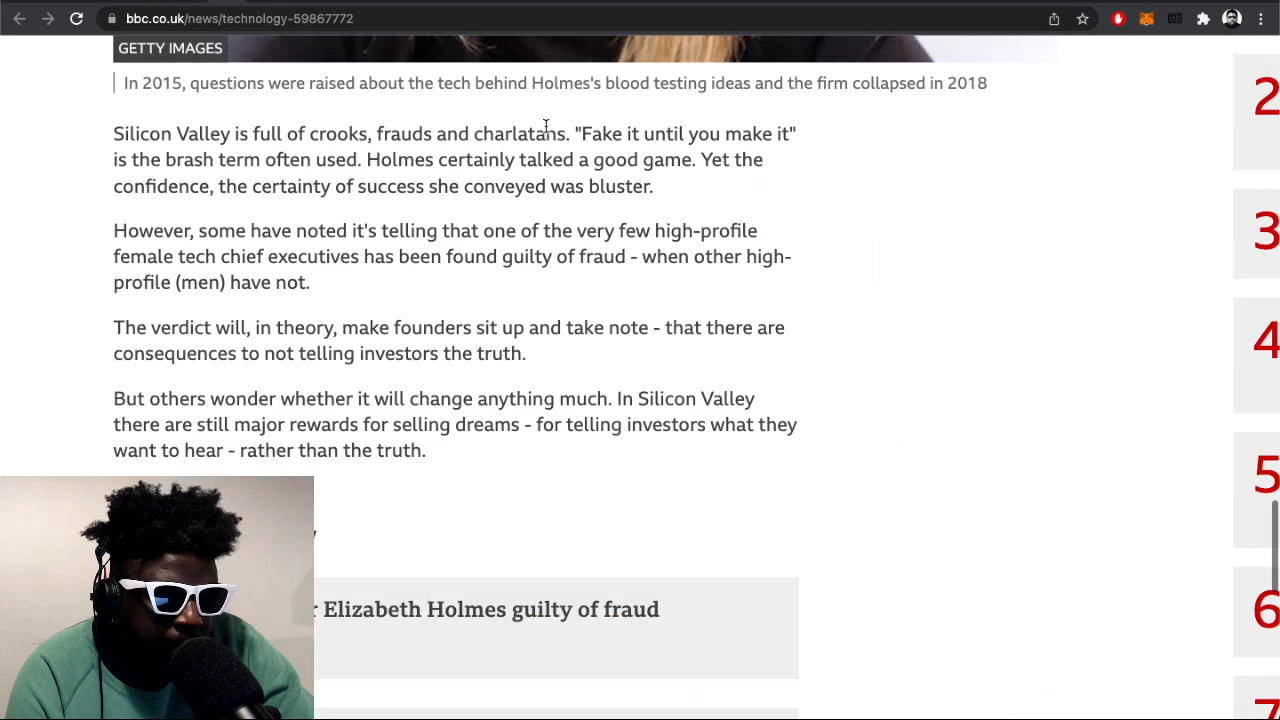 bbc.co.uk/news/technology-59867772
GETTY IMAGES
In 2015, questions were raised about the tech behind Holmes's blood testing ideas and the firm collapsed in 2018
2
Silicon Valley is full of crooks, frauds and charlatans. "Fake it until you make it"
is the brash term often used. Holmes certainly talked a good game. Yet the
confidence, the certainty of success she conveyed was bluster.
3
However, some have noted it's telling that one of the very few high-profile
female tech chief executives has been found guilty of fraud - when other high-
profile (men) have not.
4
The verdict will, in theory, make founders sit up and take note - that there are
consequences to not telling investors the truth.
But others wonder whether it will change anything much. In Silicon Valley
there are still major rewards for selling dreams - for telling investors what they
want to hear - rather than the truth.
5
Elizabeth Holmes guilty of fraud
6
7